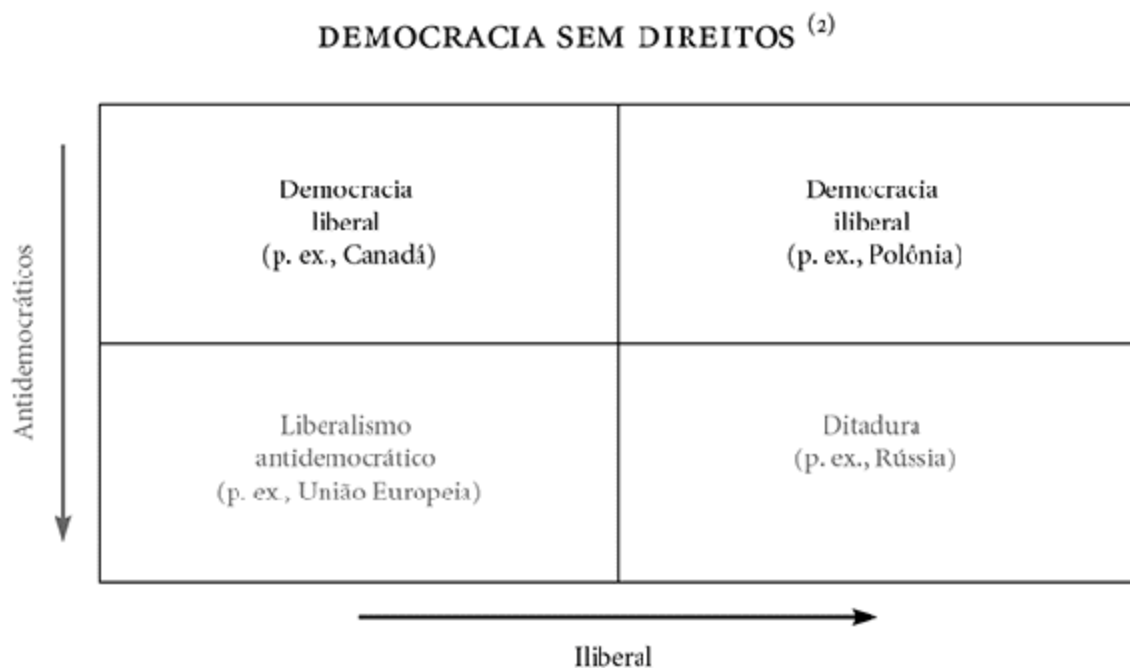 DEMOCRACIA SEM DIREITOS (2)
Antidemocráticos
Democracia
liberal
(p. ex., Canadá)
Democracia
iliberal
(p. ex., Polônia)
Liberalismo
antidemocrático
(p. ex., União Europeia)
Ditadura
(p. ex., Rússia)
Iliberal